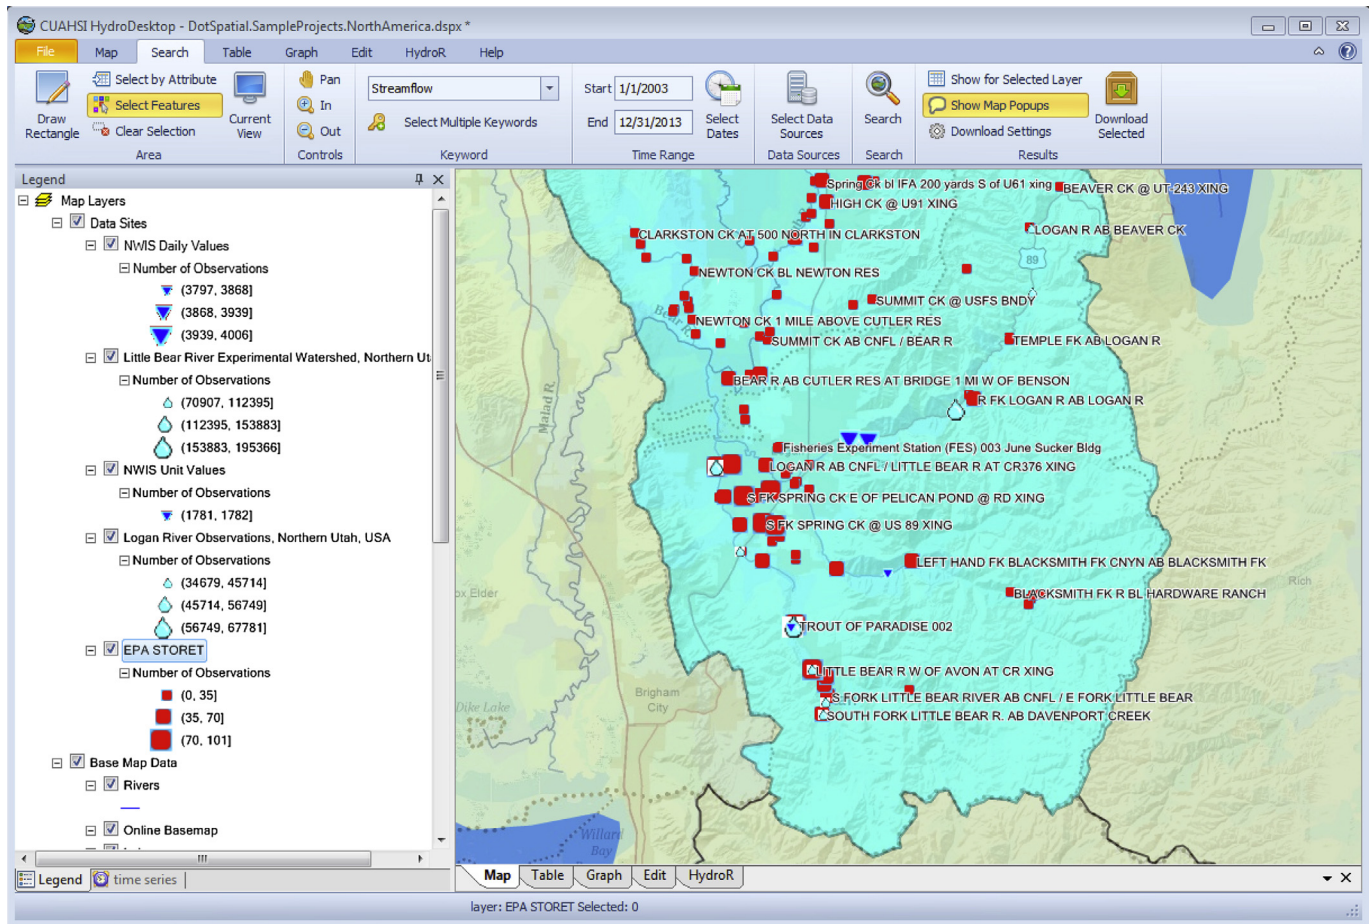 CUAHSI HydroDesktop - DotSpatial.SampleProjects.NorthAmerica.dspx *
File Map Search Table Graph Edit HydroR Help
Draw Rectangle
Select by Attribute
Select Features
Clear Selection
Current View
Area
Pan
In
Out
Controls
Streamflow
Select Multiple Keywords
Keyword
Start 1/1/2003
End 12/31/2013
Select Dates
Time Range
Select Data Sources
Data Sources
Search
Search
Show for Selected Layer
Show Map Popups
Download Settings
Download Selected
Results
Legend
Map Layers
Data Sites
NWIS Daily Values
Number of Observations
(3797, 3868]
(3868, 3939]
(3939, 4006]
Little Bear River Experimental Watershed, Northern Ut
Number of Observations
(70907, 112395]
(112395, 153883]
(153883, 195366]
NWIS Unit Values
Number of Observations
(1781, 1782]
Logan River Observations, Northern Utah, USA
Number of Observations
(34679, 45714]
(45714, 56749]
(56749, 67781]
EPA STORET
Number of Observations
(0, 35]
(35, 70]
(70, 101]
Base Map Data
Rivers
Online Basemap
Legend time series
Spring Ck bl IFA 200 yards S of U61 xing
BEAVER CK @ UT-243 XING
HIGH CK @ U91 XING
LOGAN R AB BEAVER CK
CLARKSTON CK AT 500 NORTH IN CLARKSTON
89
NEWTON CK BL NEWTON RES
SUMMIT CK @ USFS BNDY
Bear R
NEWTON CK 1 MILE ABOVE CUTLER RES
SUMMIT CK AB CNFL / BEAR R
TEMPLE FK AB LOGAN R
BEAR R AB CUTLER RES AT BRIDGE 1 MI W OF BENSON
R FK LOGAN R AB LOGAN R
Malad R.
Fisheries Experiment Station (FES) 003 June Sucker Bldg
LOGAN R AB CNFL / LITTLE BEAR R AT CR376 XING
S FK SPRING CK E OF PELICAN POND @ RD XING
S FK SPRING CK @ US 89 XING
LEFT HAND FK BLACKSMITH FK CNYN AB BLACKSMITH FK
Rich
ox Elder
BLACKSMITH FK R BL HARDWARE RANCH
TROUT OF PARADISE 002
LITTLE BEAR R W OF AVON AT CR XING
Brigham City
S FORK LITTLE BEAR RIVER AB CNFL / E FORK LITTLE BEAR
Dike Lake
SOUTH FORK LITTLE BEAR R. AB DAVENPORT CREEK
Willard Bay
Map Table Graph Edit HydroR
layer: EPA STORET Selected: 0